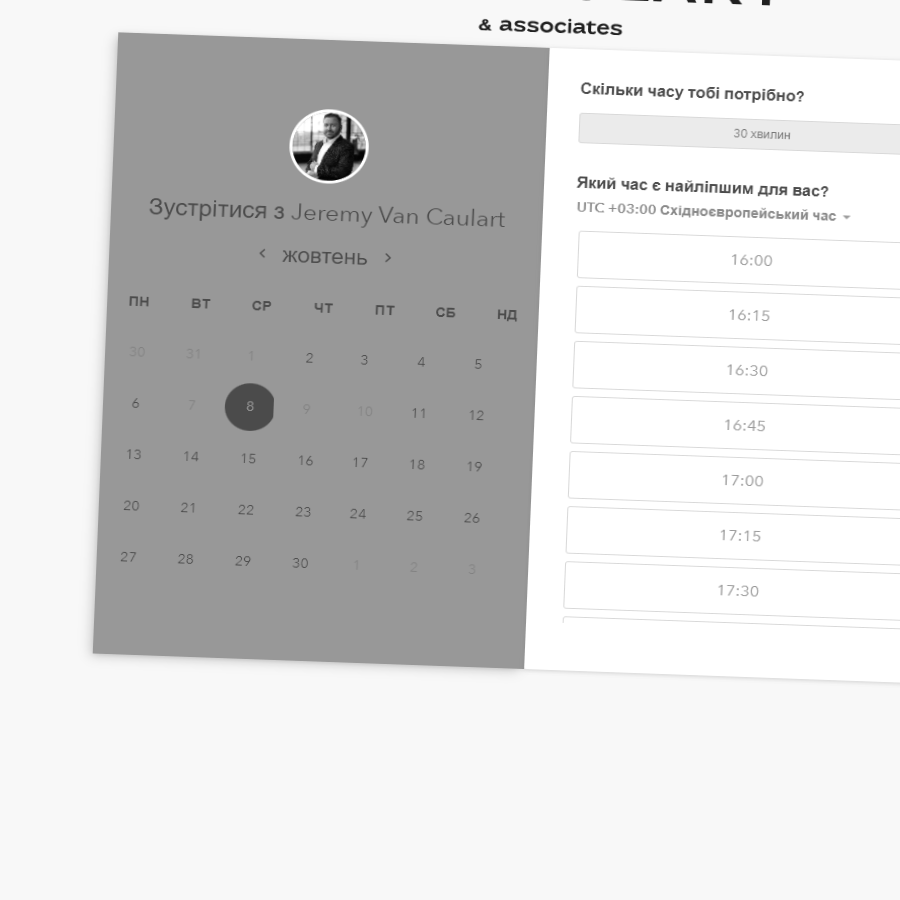 & associates
Зустрітися з Jeremy Van Caulart
жовтень
ПН ВТ СР ЧТ ПТ СБ НД
30 31 1 2 3 4 5
6 7 8 9 10 11 12
13 14 15 16 17 18 19
20 21 22 23 24 25 26
27 28 29 30 1 2 3
Скільки часу тобі потрібно?
30 хвилин
Який час є найліпшим для вас?
UTC +03:00 Східноєвропейський час
16:00
16:15
16:30
16:45
17:00
17:15
17:30